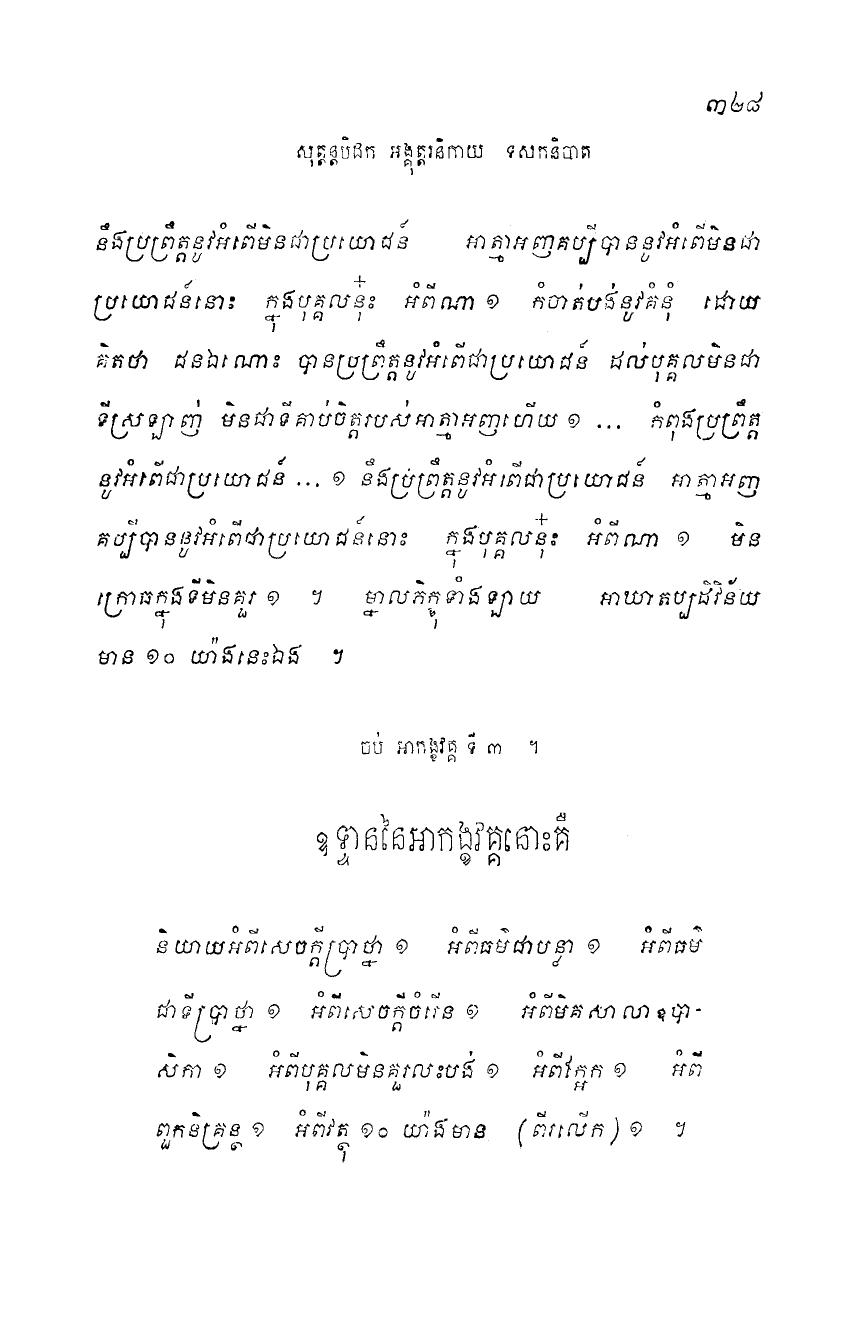 ៣២៨
សុត្តន្តបិដក អង្គុត្តរនិកាយ ទសកនិបាត
នឹងប្រព្រឹត្តនូវអំពើមិនជាប្រយោជន៍ អាត្មាអញគប្បីបាននូវអំពើមិនជា
ប្រយោជន៍នោះ ក្នុងបុគ្គលនុ៎ះ អំពីណា ១ កំចាត់បង់នូវគំនុំ ដោយ
គិតថា ជនឯណោះ បានប្រព្រឹត្តនូវអំពើជាប្រយោជន៍ ដល់បុគ្គលមិនជា
ទីស្រឡាញ់ មិនជាទីគាប់ចិត្តរបស់អាត្មាអញហើយ ១ ... កំពុងប្រព្រឹត្ត
នូវអំពើជាប្រយោជន៍ ... ១ នឹងប្រព្រឹត្តនូវអំពើជាប្រយោជន៍ អាត្មាអញ
គប្បីបាននូវអំពើជាប្រយោជន៍នោះ ក្នុងបុគ្គលនុ៎ះ អំពីណា ១ មិន
ក្រោធក្នុងទីមិនគួរ ១ ។ ម្នាលភិក្ខុទាំងឡាយ អាឃាតប្បដិវិន័យ
មាន ១០ យ៉ាងនេះឯង ។
ចប់ អាកង្ខវគ្គ ទី ៣ ។
ឧទ្ទាននៃអាកង្ខវគ្គនោះគឺ
និយាយអំពីសេចក្តីប្រាថ្នា ១ អំពីធម៌ជាបន្លា ១ អំពីធម៌
ជាទីប្រាថ្នា ១ អំពីសេចក្តីចំរើន ១ អំពីមិគសាលាឧបា-
សិកា ១ អំពីបុគ្គលមិនគួរលះបង់ ១ អំពីក្អែក ១ អំពី
ពួកនិគ្រន្ថ ១ អំពីវត្ថុ ១០ យ៉ាងមាន (ពីរលើក) ១ ។